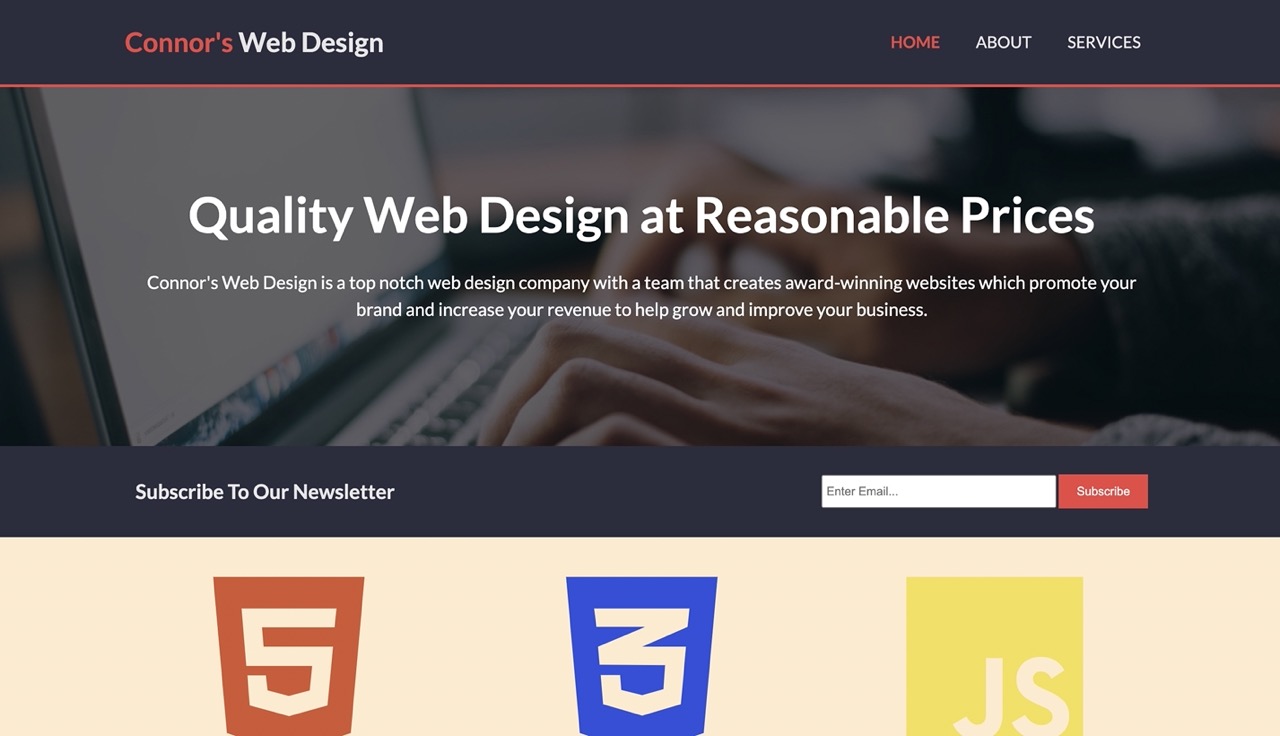 Connor's Web Design
HOME ABOUT SERVICES
Quality Web Design at Reasonable Prices
Connor's Web Design is a top notch web design company with a team that creates award-winning websites which promote your
brand and increase your revenue to help grow and improve your business.
Subscribe To Our Newsletter
Enter Email...
Subscribe
5
3
JS